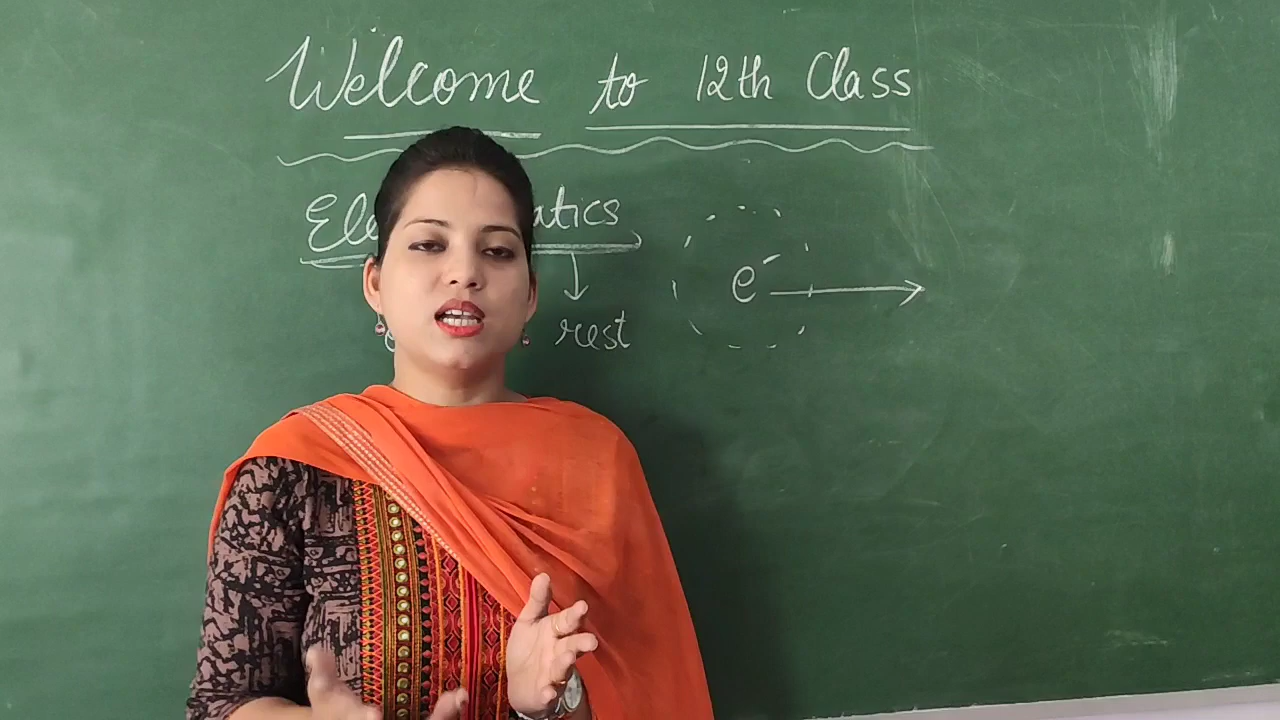 Welcome to 12th Class
Ele atics
e⁻
rest